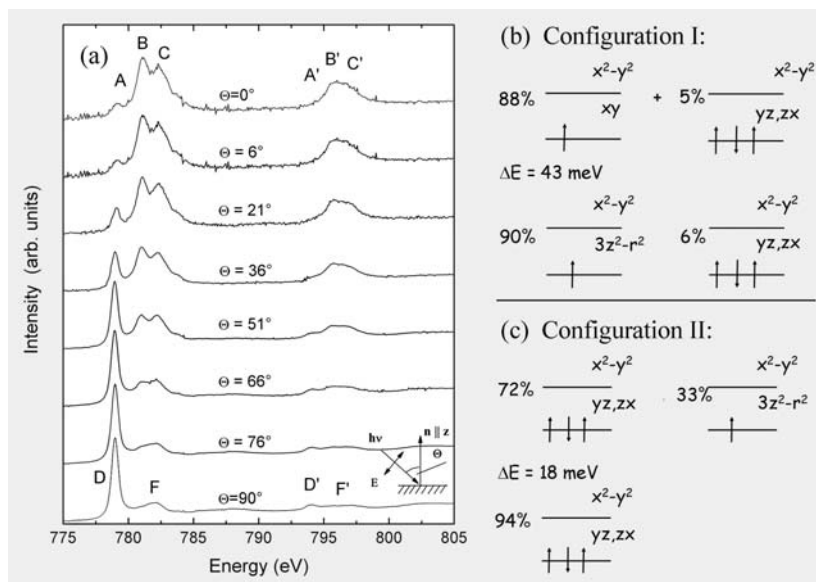 (a)
B
C
A
B'
C'
A'
Θ=0°
Θ = 6°
Θ = 21°
Θ = 36°
Θ = 51°
Θ = 66°
Θ = 76°
Θ=90°
D
F
D'
F'
hν
n || z
Θ
E
Intensity (arb. units)
775 780 785 790 795 800 805
Energy (eV)
(b) Configuration I:
88% x²-y² xy + 5% x²-y² yz,zx
ΔE = 43 meV
90% x²-y² 3z²-r² 6% x²-y² yz,zx
(c) Configuration II:
72% x²-y² yz,zx 33% x²-y² 3z²-r²
ΔE = 18 meV
94% x²-y² yz,zx